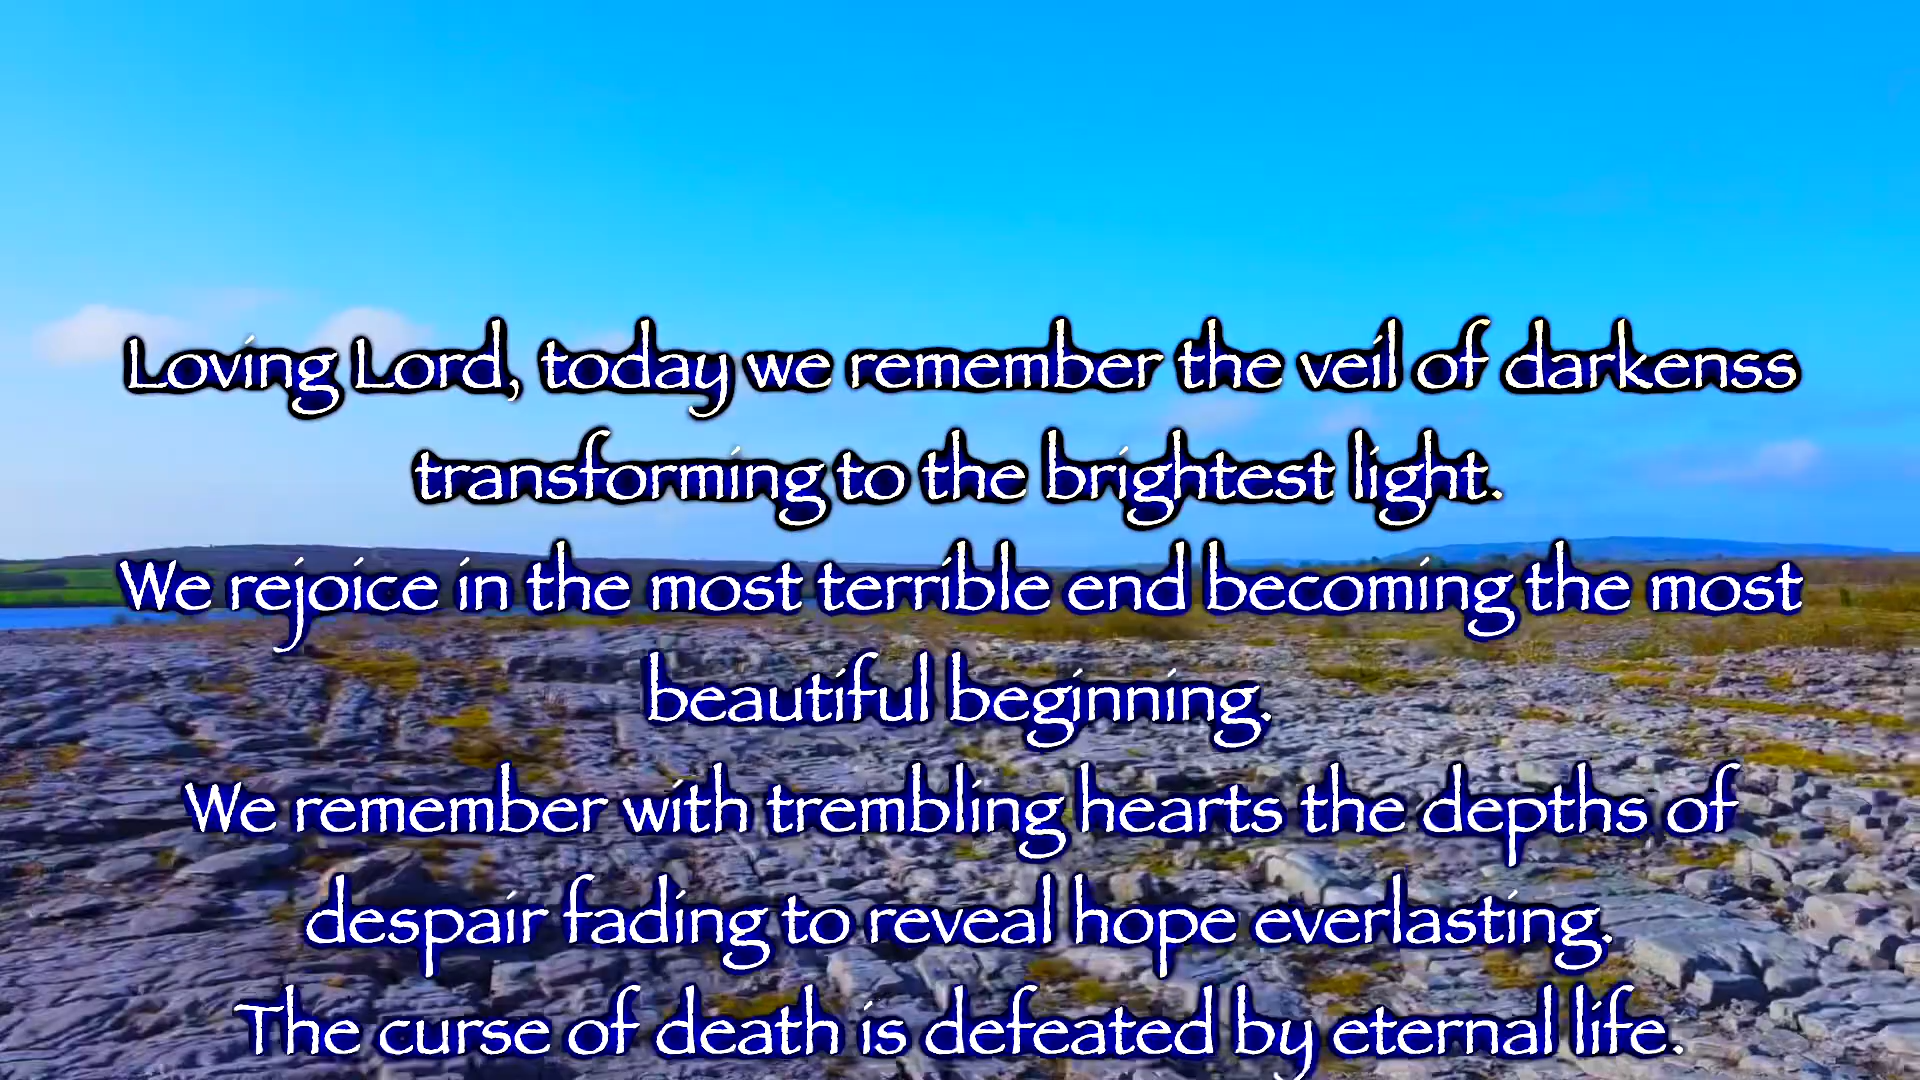 Loving Lord, today we remember the veil of darkenss
transforming to the brightest light.
We rejoice in the most terrible end becoming the most
beautiful beginning.
We remember with trembling hearts the depths of
despair fading to reveal hope everlasting.
The curse of death is defeated by eternal life.